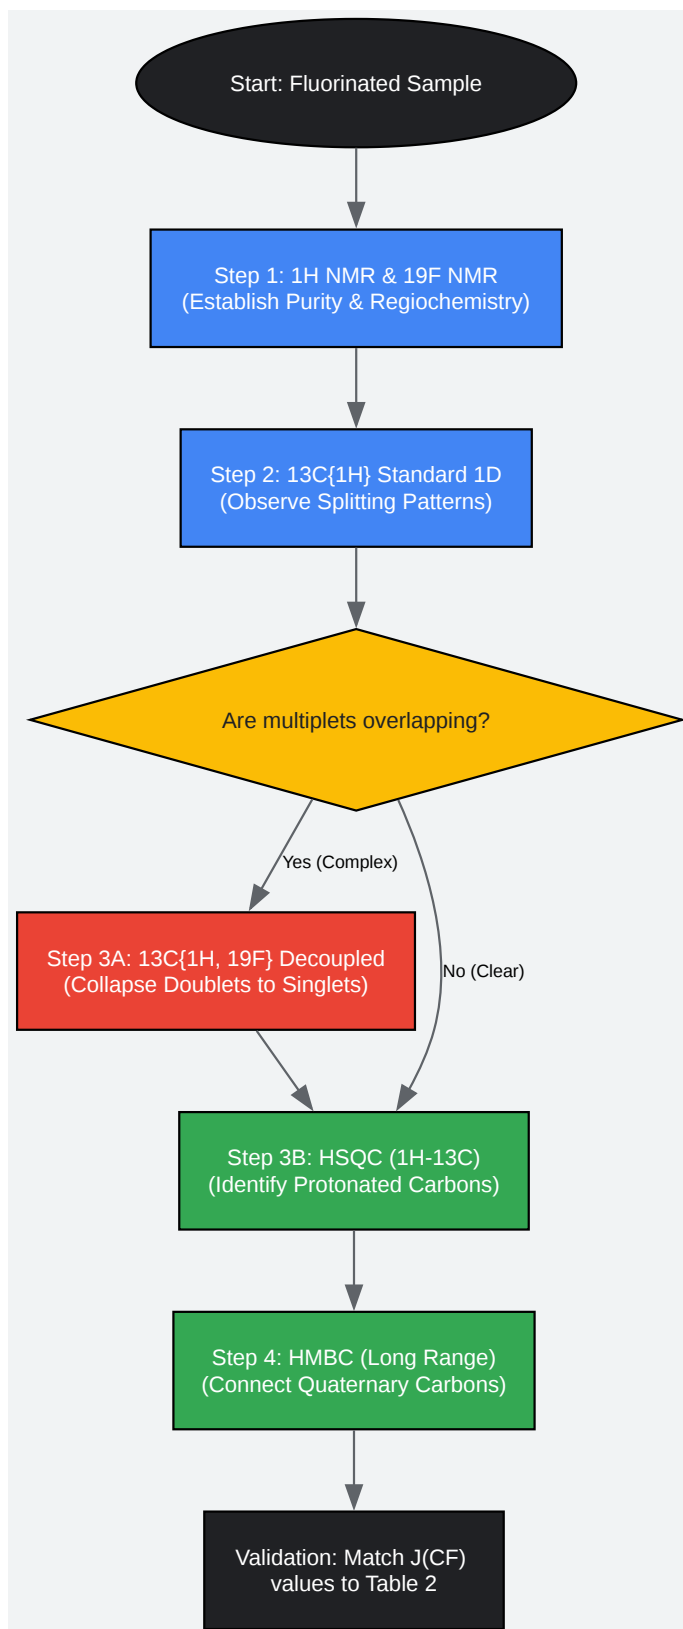 Start: Fluorinated Sample
Step 1: 1H NMR & 19F NMR
(Establish Purity & Regiochemistry)
Step 2: 13C{1H} Standard 1D
(Observe Splitting Patterns)
Are multiplets overlapping?
Yes (Complex)
Step 3A: 13C{1H, 19F} Decoupled
(Collapse Doublets to Singlets)
No (Clear)
Step 3B: HSQC (1H-13C)
(Identify Protonated Carbons)
Step 4: HMBC (Long Range)
(Connect Quaternary Carbons)
Validation: Match J(CF)
values to Table 2